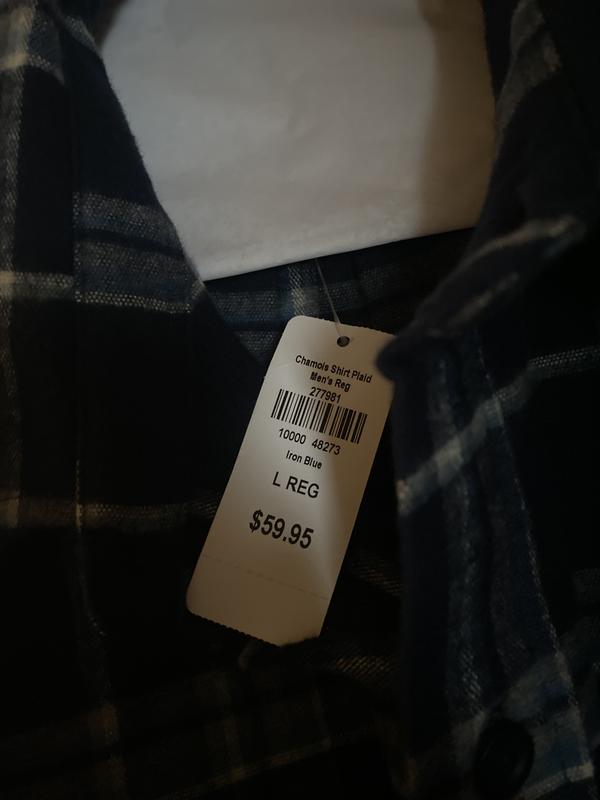 Chamois Shirt Plaid
Men's Reg
277981
10000 48273
Iron Blue
L REG
$59.95